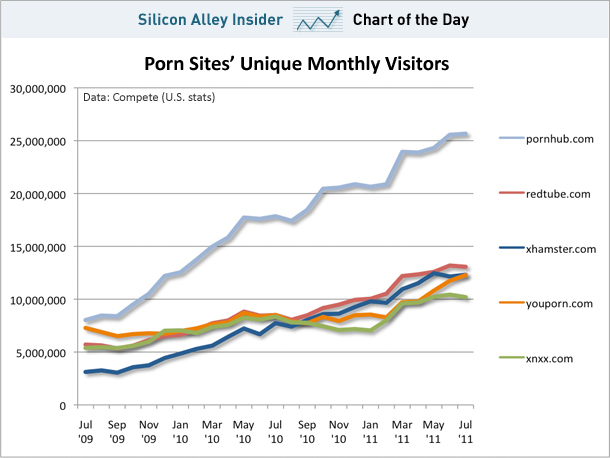 Silicon Alley Insider Chart of the Day
Porn Sites' Unique Monthly Visitors
Data: Compete (U.S. stats)
30,000,000
25,000,000
20,000,000
15,000,000
10,000,000
5,000,000
0
Jul Sep Nov Jan Mar May Jul Sep Nov Jan Mar May Jul
'09 '09 '09 '10 '10 '10 '10 '10 '10 '11 '11 '11 '11
pornhub.com
redtube.com
xhamster.com
youporn.com
xnxx.com